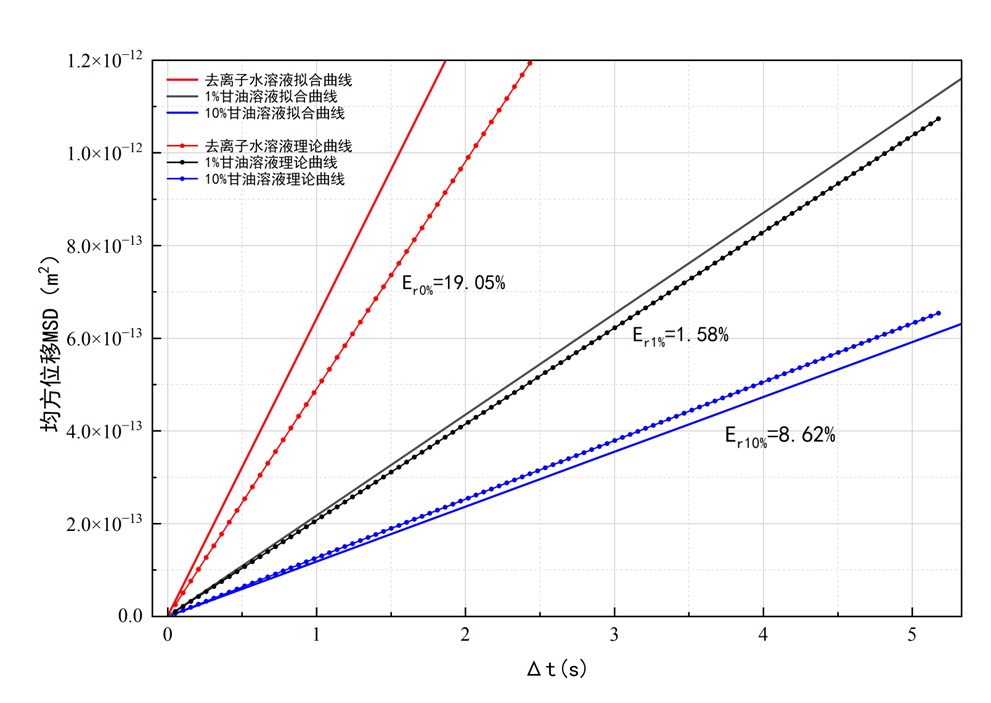 1.2×10⁻¹²
1.0×10⁻¹²
8.0×10⁻¹³
6.0×10⁻¹³
4.0×10⁻¹³
2.0×10⁻¹³
0.0
均方位移MSD (m²)
去离子水溶液拟合曲线
1%甘油溶液拟合曲线
10%甘油溶液拟合曲线
去离子水溶液理论曲线
1%甘油溶液理论曲线
10%甘油溶液理论曲线
Er0%=19.05%
Er1%=1.58%
Er10%=8.62%
0 1 2 3 4 5
Δt(s)